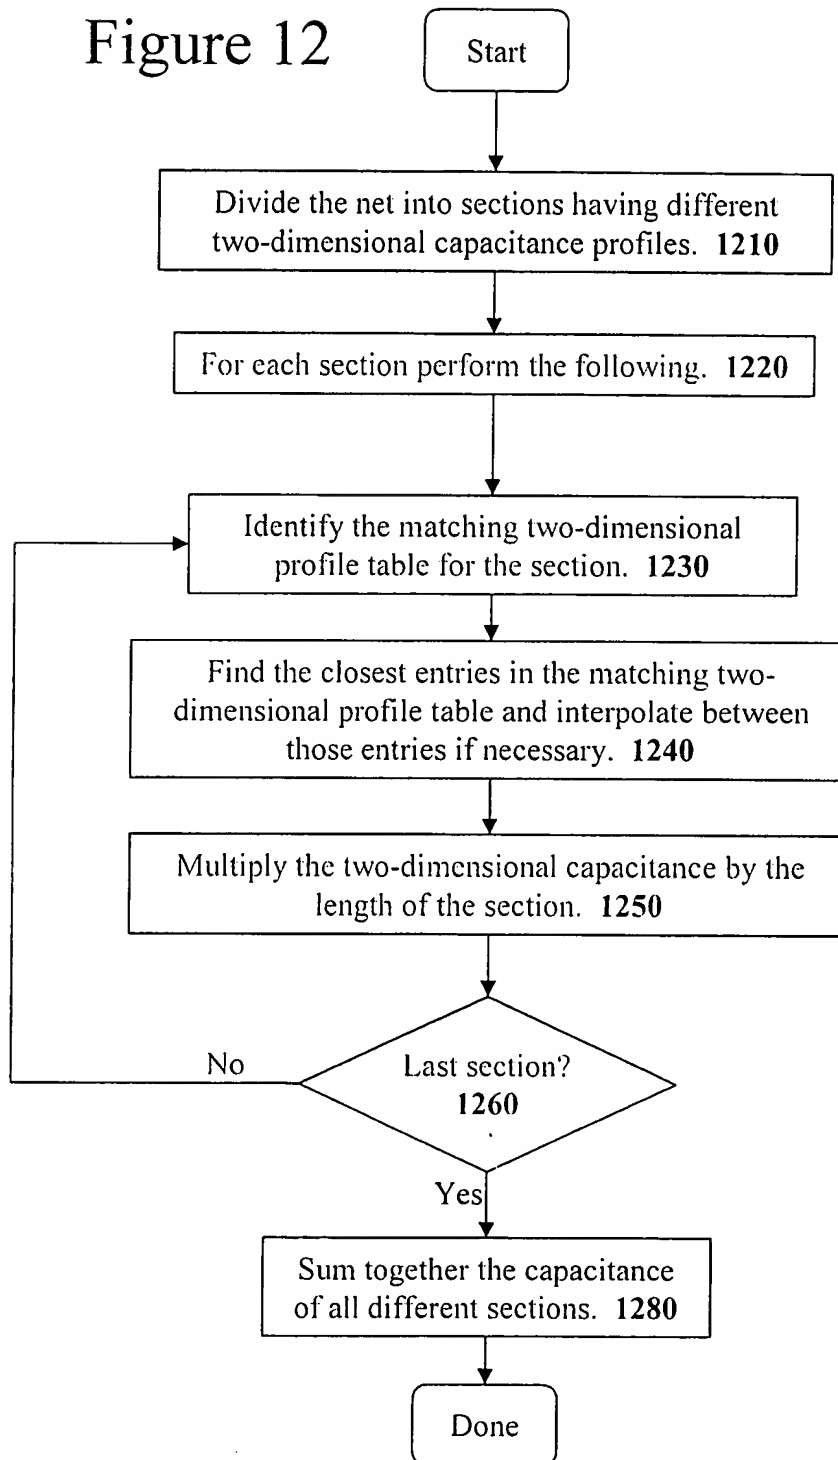 Figure 12
Start
Divide the net into sections having different
two-dimensional capacitance profiles. 1210
For each section perform the following. 1220
Identify the matching two-dimensional
profile table for the section. 1230
Find the closest entries in the matching two-
dimensional profile table and interpolate between
those entries if necessary. 1240
Multiply the two-dimensional capacitance by the
length of the section. 1250
Last section?
1260
No
Yes
Sum together the capacitance
of all different sections. 1280
Done